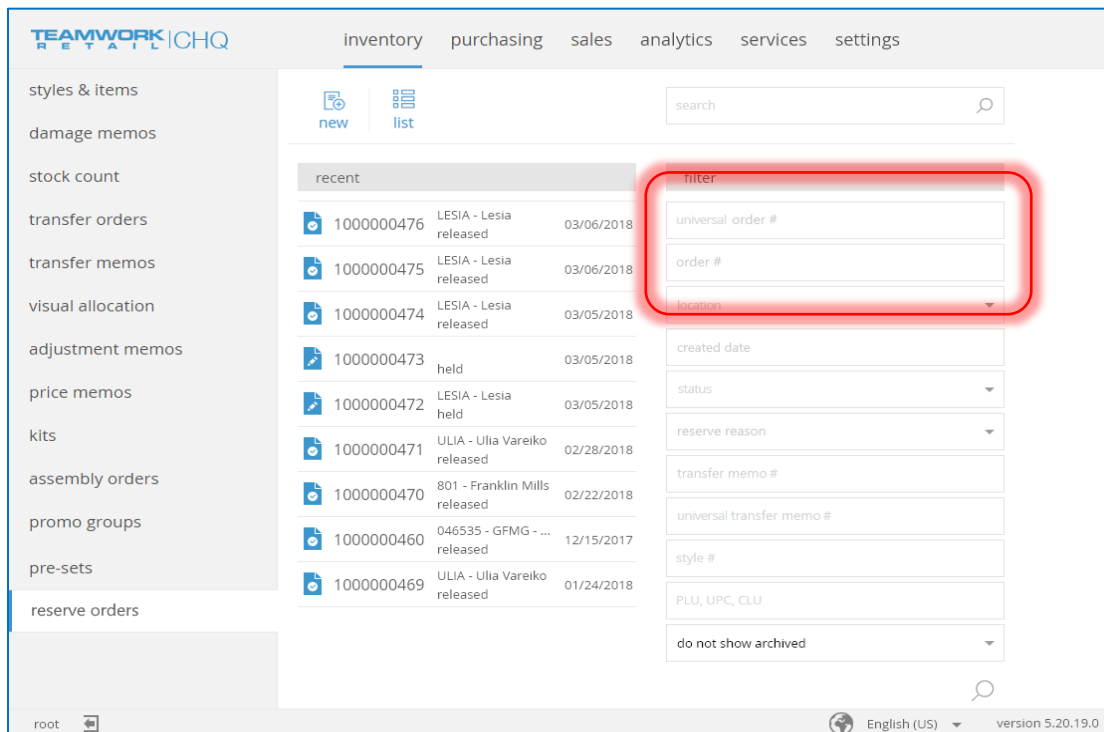 TEAMWORK CHQ
RETAIL
inventory purchasing sales analytics services settings
styles & items
damage memos
stock count
transfer orders
transfer memos
visual allocation
adjustment memos
price memos
kits
assembly orders
promo groups
pre-sets
reserve orders
new list
search
recent
1000000476 LESIA - Lesia released 03/06/2018
1000000475 LESIA - Lesia released 03/06/2018
1000000474 LESIA - Lesia released 03/05/2018
1000000473 held 03/05/2018
1000000472 LESIA - Lesia held 03/05/2018
1000000471 ULIA - Ulia Vareiko released 02/28/2018
1000000470 801 - Franklin Mills released 02/22/2018
1000000460 046535 - GFMG - ... released 12/15/2017
1000000469 ULIA - Ulia Vareiko released 01/24/2018
filter
universal order #
order #
location
created date
status
reserve reason
transfer memo #
universal transfer memo #
style #
PLU, UPC, CLU
do not show archived
root
English (US)
version 5.20.19.0